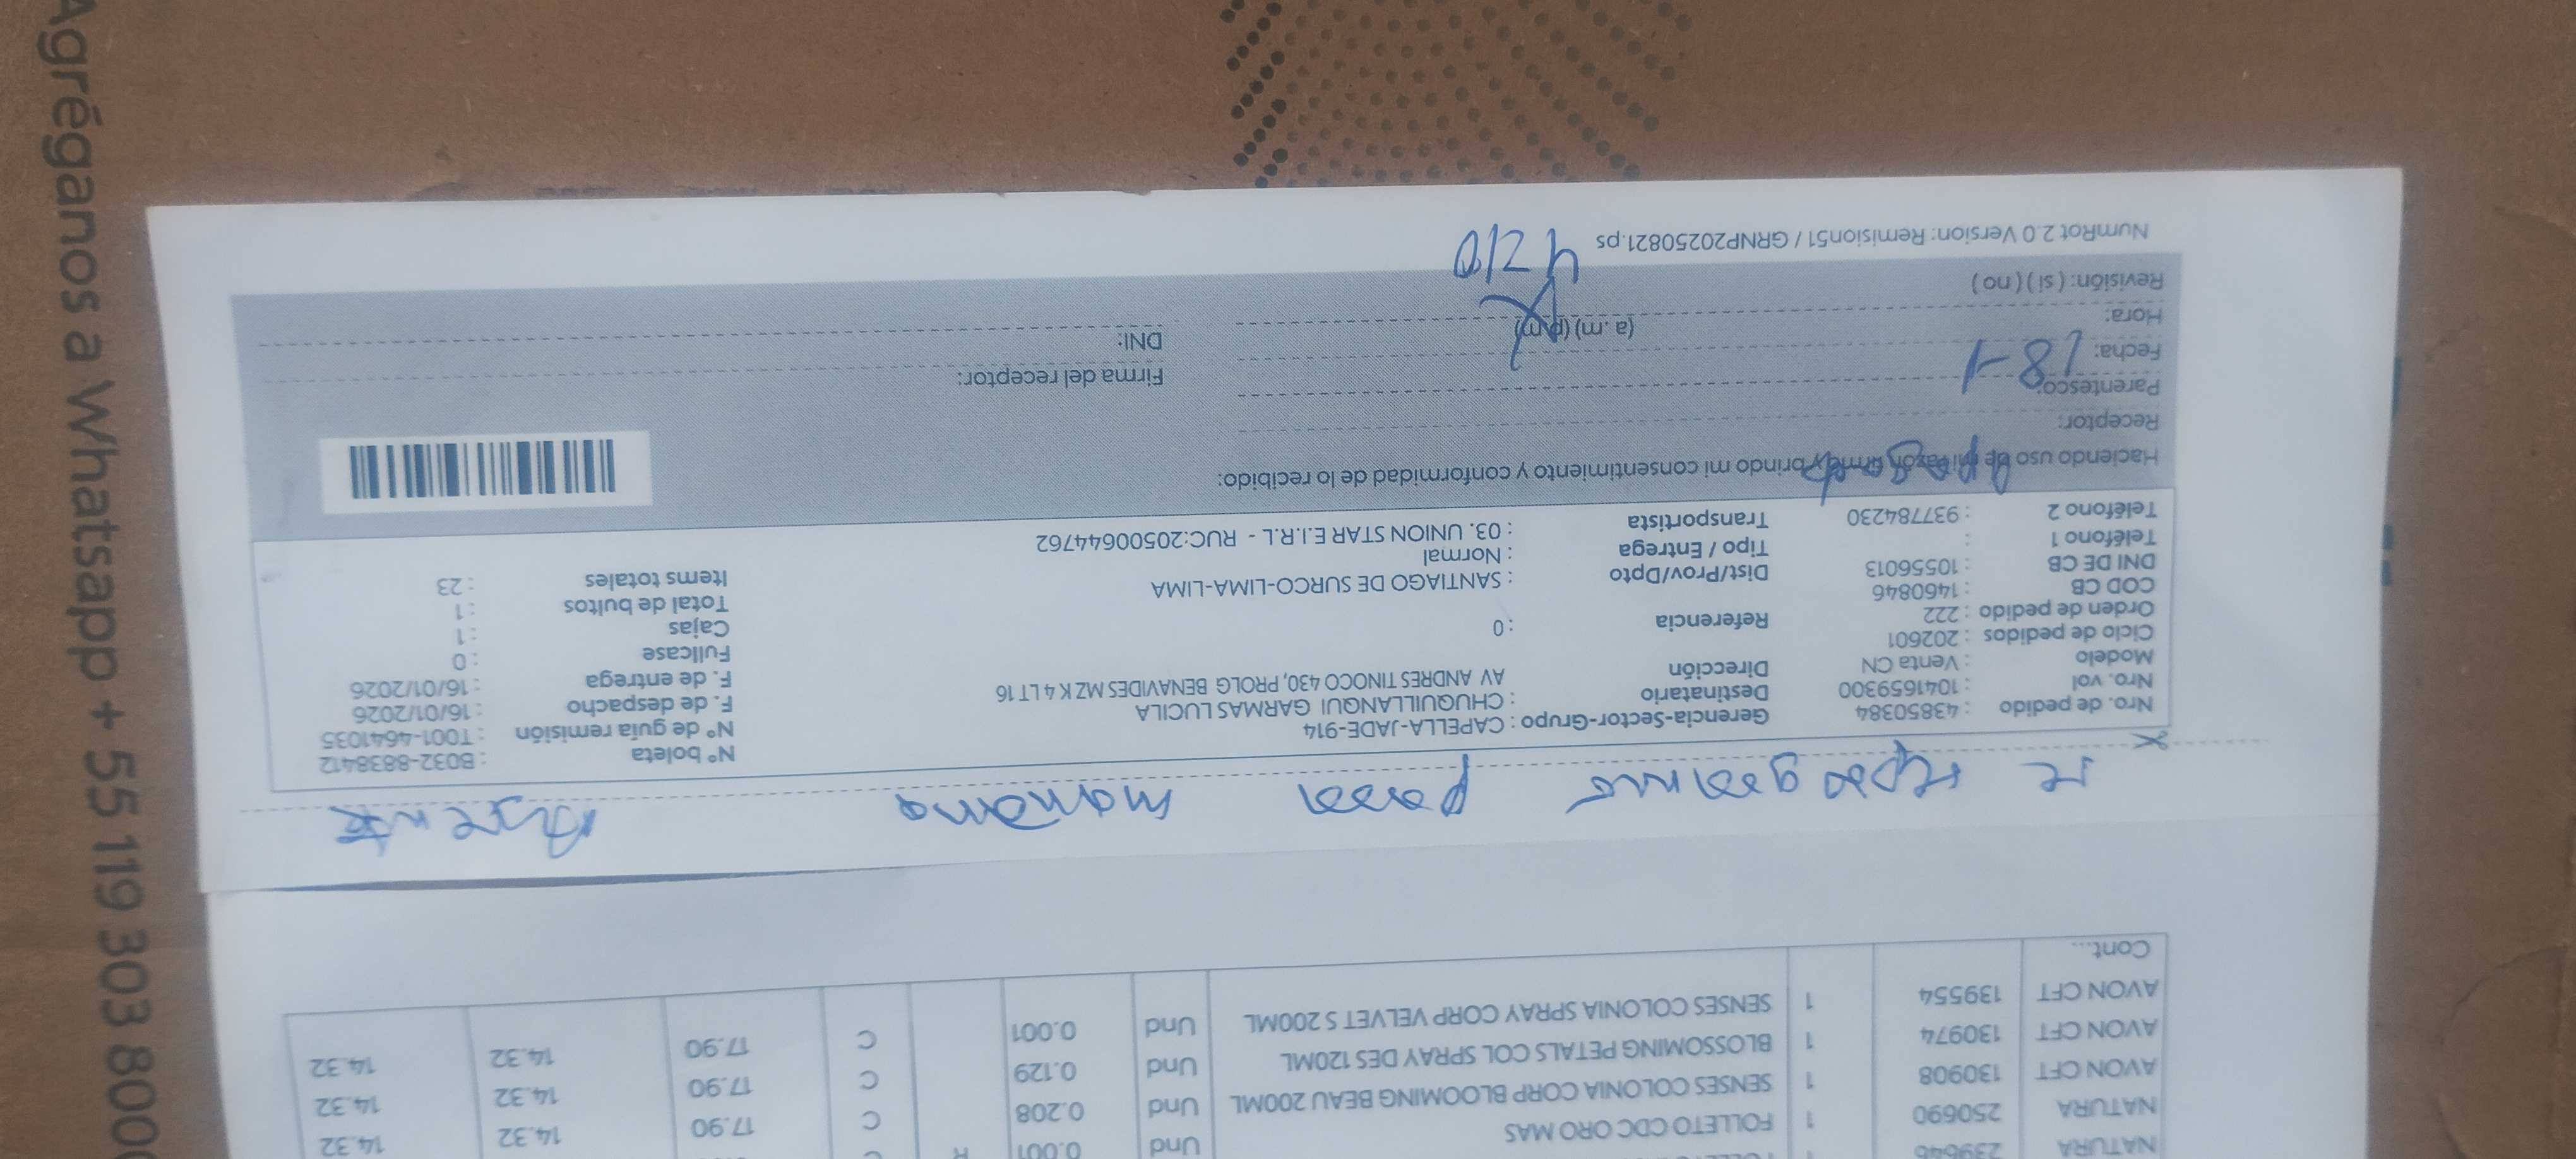 Agréganos a Whatsapp + 55 119 303 8000
NATURA 239646 R
NATURA 250690 1 FOLLETO CDC ORO MAS Und 0.001 C 17.90 14.32 14.32
AVON CFT 130908 1 SENSES COLONIA CORP BLOOMING BEAU 200ML Und 0.208 C 17.90 14.32 14.32
AVON CFT 130974 1 BLOSSOMING PETALS COL SPRAY DES 120ML Und 0.129 C 17.90 14.32 14.32
AVON CFT 139554 1 SENSES COLONIA SPRAY CORP VELVET S 200ML Und 0.001
Cont....
se reprogramo para manana
Nro. de pedido : 43850384
Nro. vol : 1041659300
Modelo : Venta CN
Ciclo de pedidos : 202601
Orden de pedido : 222
COD CB : 1460846
DNI DE CB : 10556013
Teléfono 1 :
Teléfono 2 : 937784230
Gerencia-Sector-Grupo : CAPELLA-JADE-914
Destinatario : CHUQUILLANQUI GARMAS LUCILA
Dirección AV ANDRES TINOCO 430, PROLG BENAVIDES MZ K 4 LT 16
Referencia : 0
Dist/Prov/Dpto : SANTIAGO DE SURCO-LIMA-LIMA
Tipo / Entrega : Normal
Transportista : 03. UNION STAR E.I.R.L - RUC:20500644762
N° boleta : B032-8838412
N° de guía remisión : T001-4641035
F. de despacho : 16/01/2026
F. de entrega : 16/01/2026
Fullcase : 0
Cajas : 1
Total de bultos : 1
Items totales : 23
Haciendo uso de mi razón, firmo y brindo mi consentimiento y conformidad de lo recibido:
Receptor:
Parentesco:
Fecha: 18-1
Hora: (a.m) (p.m)
Revisión: ( si ) ( no )
Firma del receptor:
DNI:
4210
NumRot 2.0 Version: Remision51 / GRNP20250821.ps